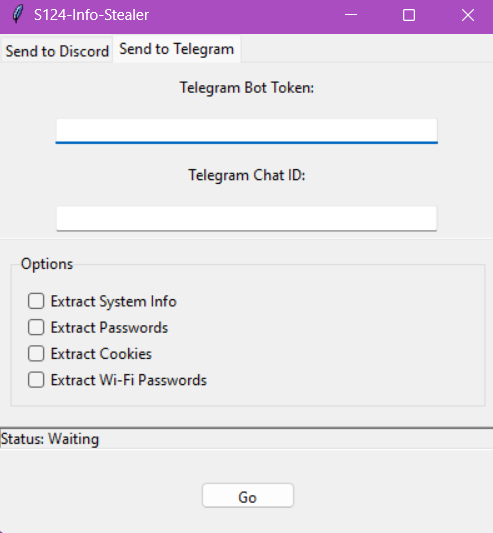 S124-Info-Stealer
Send to Discord Send to Telegram
Telegram Bot Token:
Telegram Chat ID:
Options
Extract System Info
Extract Passwords
Extract Cookies
Extract Wi-Fi Passwords
Status: Waiting
Go